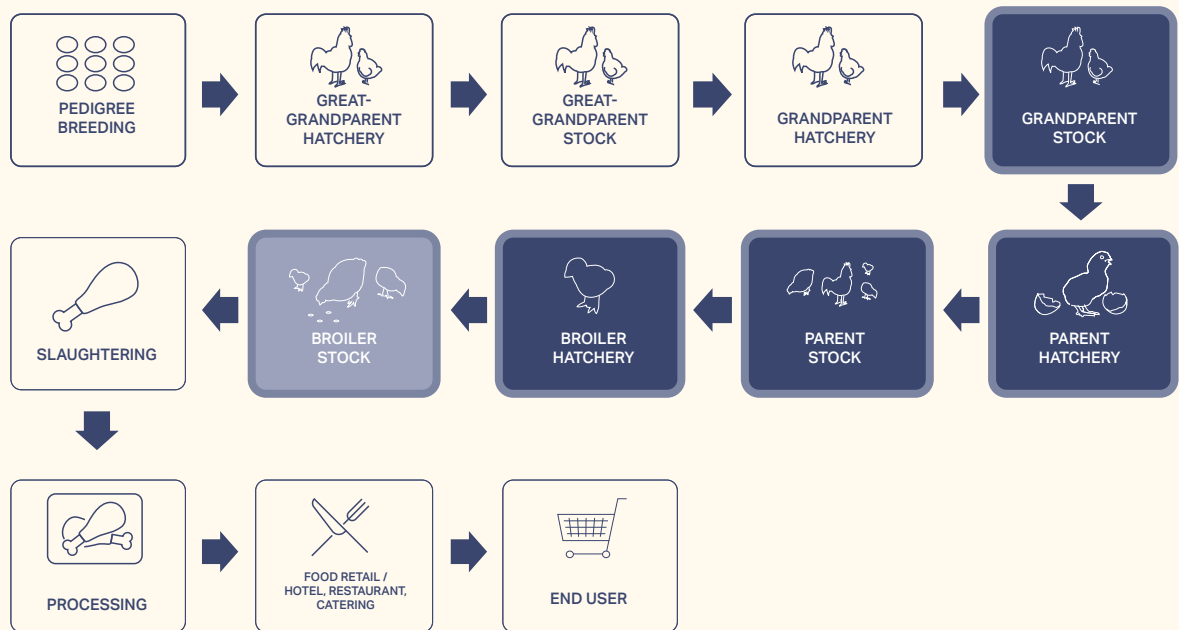 PEDIGREE
BREEDING
GREAT-
GRANDPARENT
HATCHERY
GREAT-
GRANDPARENT
STOCK
GRANDPARENT
HATCHERY
GRANDPARENT
STOCK
SLAUGHTERING
BROILER
STOCK
BROILER
HATCHERY
PARENT
STOCK
PARENT
HATCHERY
PROCESSING
FOOD RETAIL /
HOTEL, RESTAURANT,
CATERING
END USER